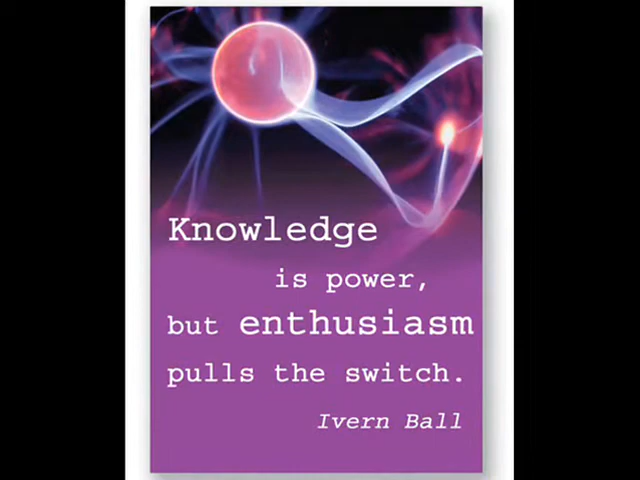 Knowledge
is power,
but enthusiasm
pulls the switch.
Ivern Ball